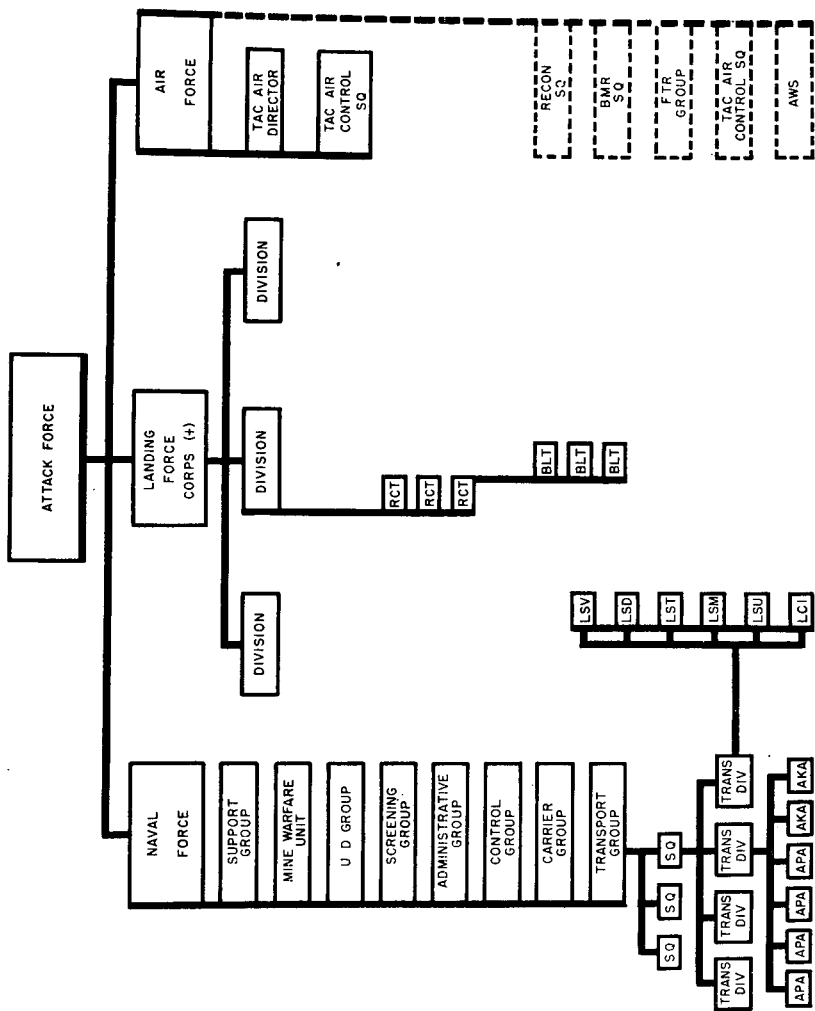 ATTACK FORCE
NAVAL
FORCE
SUPPORT
GROUP
MINE WARFARE
UNIT
U D GROUP
SCREENING
GROUP
ADMINISTRATIVE
GROUP
CONTROL
GROUP
CARRIER
GROUP
TRANSPORT
GROUP
SQ
SQ
SQ
TRANS
DIV
TRANS
DIV
TRANS
DIV
TRANS
DIV
APA
APA
APA
APA
AKA
AKA
LSV
LSD
LST
LSM
LSU
LCI
LANDING
FORCE
CORPS (+)
DIVISION
DIVISION
DIVISION
RCT
RCT
RCT
BLT
BLT
BLT
AIR
FORCE
TAC AIR
DIRECTOR
TAC AIR
CONTROL
SQ
RECON
SQ
BMR
SQ
FTR
GROUP
TAC AIR
CONTROL SQ
AWS